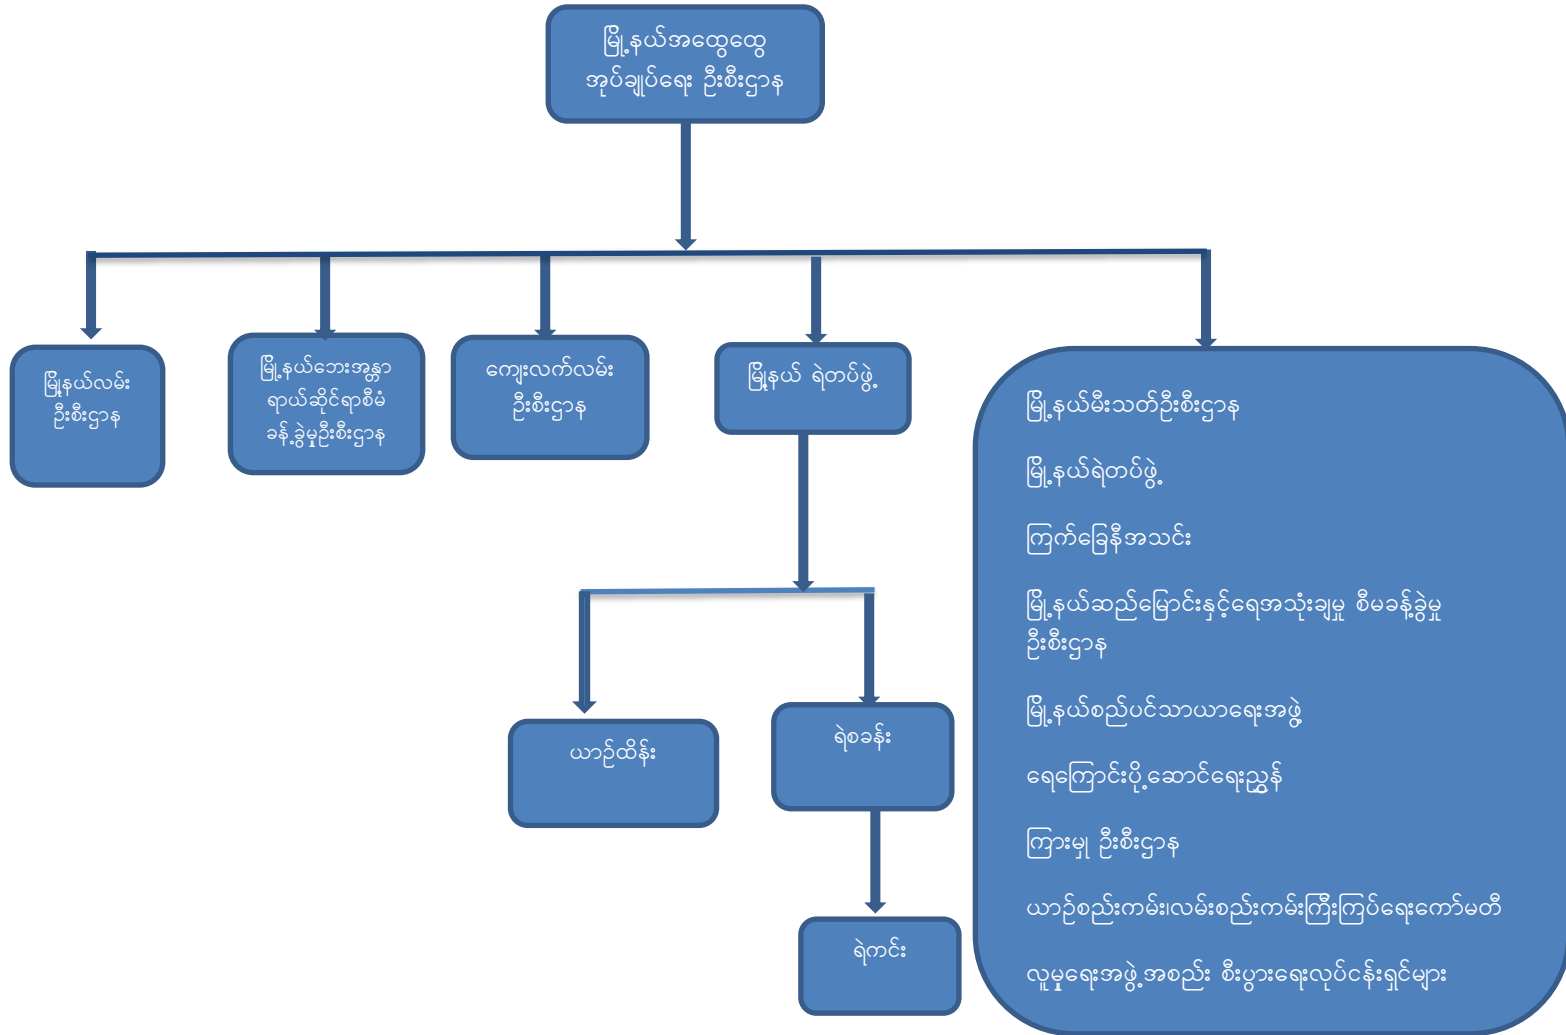 မြို့နယ်အထွေထွေ
အုပ်ချုပ်ရေး ဦးစီးဌာန
မြို့နယ်လမ်း
ဦးစီးဌာန
မြို့နယ်ဘေးအန္တာ
ရာယ်ဆိုင်ရာစီမံ
ခန့်ခွဲမှုဦးစီးဌာန
ကျေးလက်လမ်း
ဦးစီးဌာန
မြို့နယ် ရဲတပ်ဖွဲ့
ယာဉ်ထိန်း
ရဲစခန်း
ရဲကင်း
မြို့နယ်မီးသတ်ဦးစီးဌာန
မြို့နယ်ရဲတပ်ဖွဲ့
ကြက်ခြေနီအသင်း
မြို့နယ်ဆည်မြောင်းနှင့်ရေအသုံးချမှု စီမခန့်ခွဲမှု
ဦးစီးဌာန
မြို့နယ်စည်ပင်သာယာရေးအဖွဲ့
ရေကြောင်းပို့ဆောင်ရေးညွှန်
ကြားမှု ဦးစီးဌာန
ယာဉ်စည်းကမ်း၊လမ်းစည်းကမ်းကြီးကြပ်ရေးကော်မတီ
လူမှုရေးအဖွဲ့အစည်း စီးပွားရေးလုပ်ငန်းရှင်များ